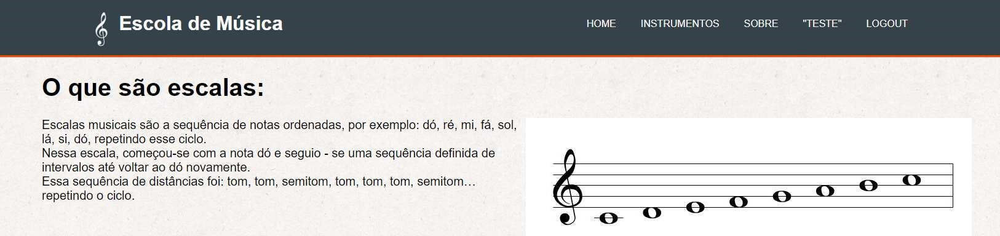 Escola de Música
HOME INSTRUMENTOS SOBRE "TESTE" LOGOUT
O que são escalas:
Escalas musicais são a sequência de notas ordenadas, por exemplo: dó, ré, mi, fá, sol,
lá, si, dó, repetindo esse ciclo.
Nessa escala, começou-se com a nota dó e seguio - se uma sequência definida de
intervalos até voltar ao dó novamente.
Essa sequência de distâncias foi: tom, tom, semitom, tom, tom, tom, semitom…
repetindo o ciclo.